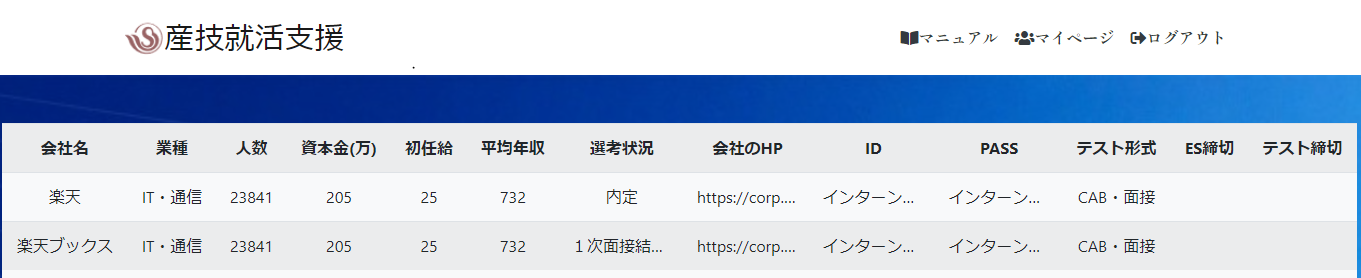 産技就活支援
マニュアル マイページ ログアウト
会社名 業種 人数 資本金(万) 初任給 平均年収 選考状況 会社のHP ID PASS テスト形式 ES締切 テスト締切
楽天 IT・通信 23841 205 25 732 内定 https://corp.... インターン... インターン... CAB・面接
楽天ブックス IT・通信 23841 205 25 732 １次面接結... https://corp.... インターン... インターン... CAB・面接